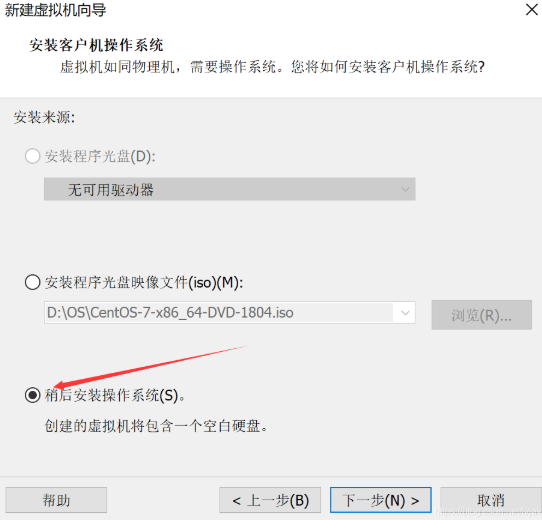 新建虚拟机向导
安装客户机操作系统
虚拟机如同物理机，需要操作系统。您将如何安装客户机操作系统?
安装来源:
安装程序光盘(D):
无可用驱动器
安装程序光盘映像文件(iso)(M):
D:\OS\CentOS-7-x86_64-DVD-1804.iso
浏览(R)...
稍后安装操作系统(S)。
创建的虚拟机将包含一个空白硬盘。
帮助
< 上一步(B)
下一步(N) >
取消